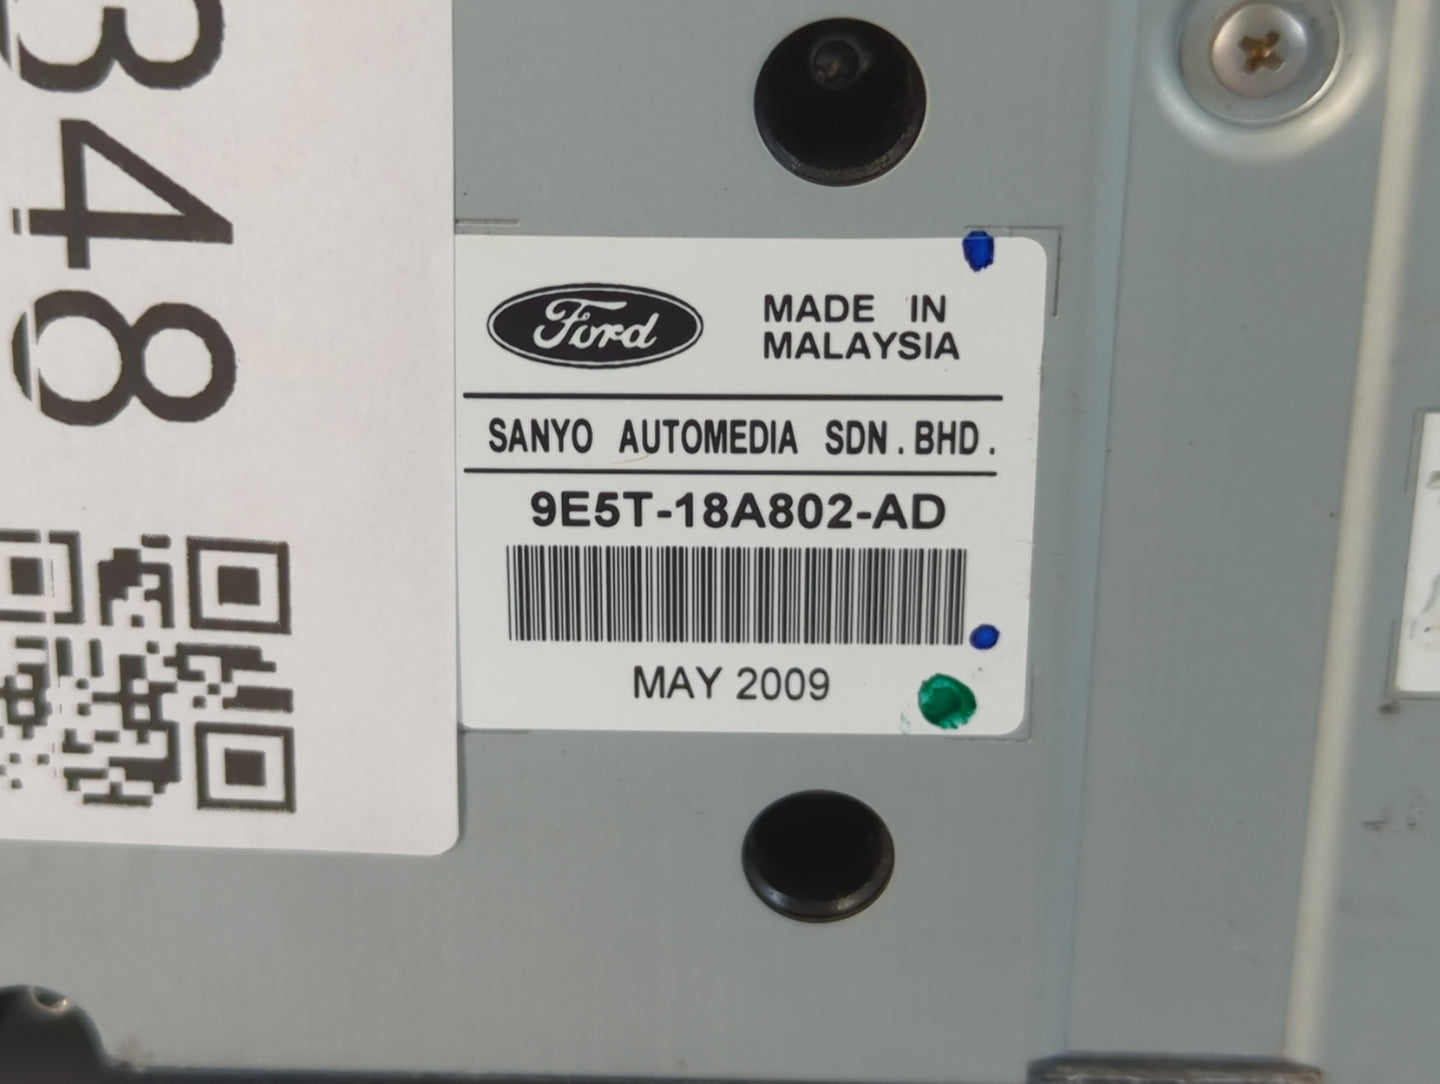 348
Ford
MADE IN
MALAYSIA
SANYO AUTOMEDIA SDN.BHD.
9E5T-18A802-AD
MAY 2009